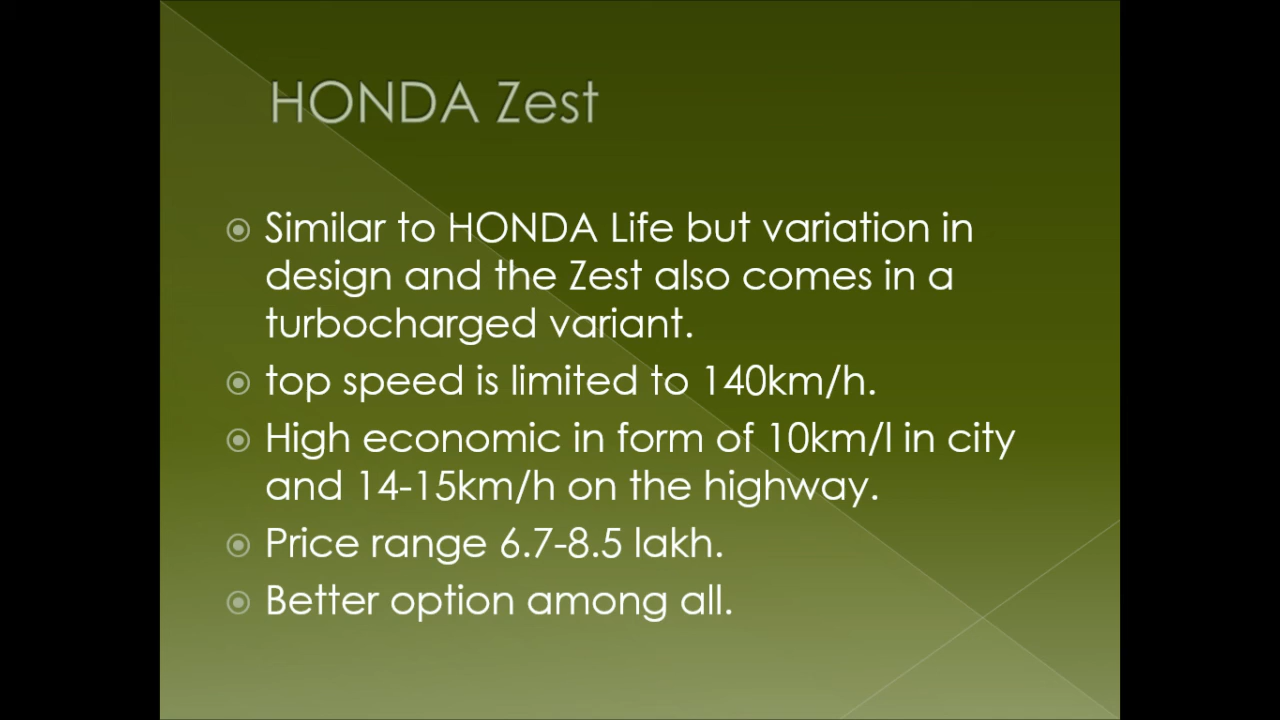 HONDA Zest
Similar to HONDA Life but variation in
design and the Zest also comes in a
turbocharged variant.
top speed is limited to 140km/h.
High economic in form of 10km/l in city
and 14-15km/h on the highway.
Price range 6.7-8.5 lakh.
Better option among all.